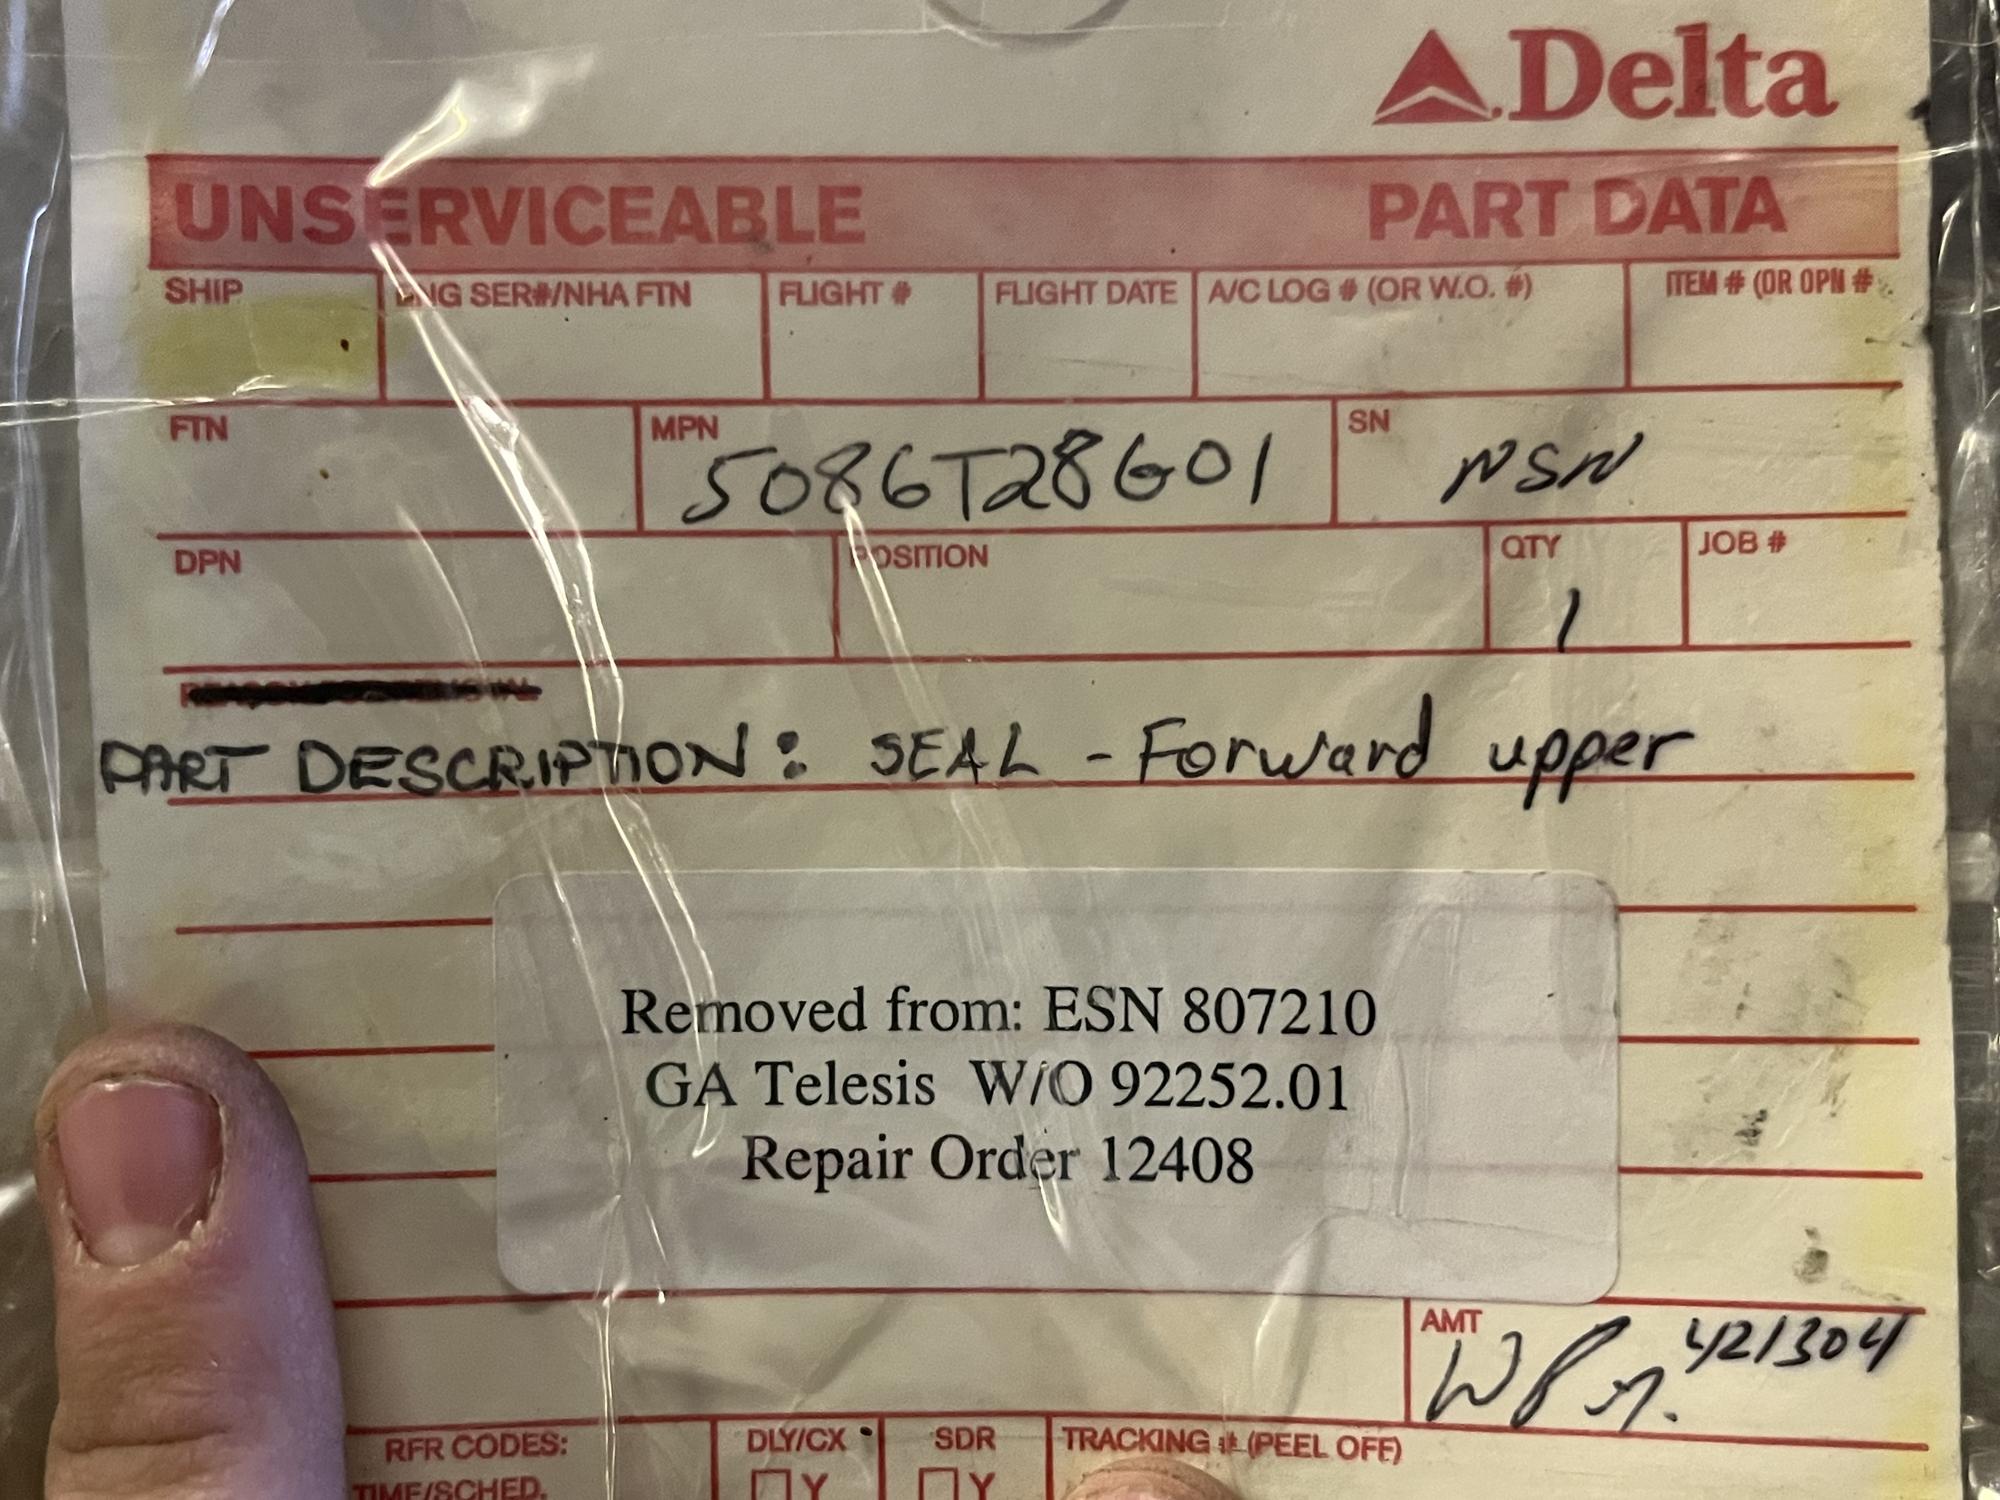 Delta
UNSERVICEABLE PART DATA
SHIP ENG SER#/NHA FTN FLIGHT # FLIGHT DATE A/C LOG # (OR W.O. #) ITEM # (OR OPN #
FTN MPN 5086T28G01 SN NSN
DPN POSITION QTY 1 JOB #
PART DESCRIPTION: SEAL - Forward upper
Removed from: ESN 807210
GA Telesis W/O 92252.01
Repair Order 12408
AMT 421304
RFR CODES: DLY/CX SDR TRACKING # (PEEL OFF)
TIME/SCHED. Y Y